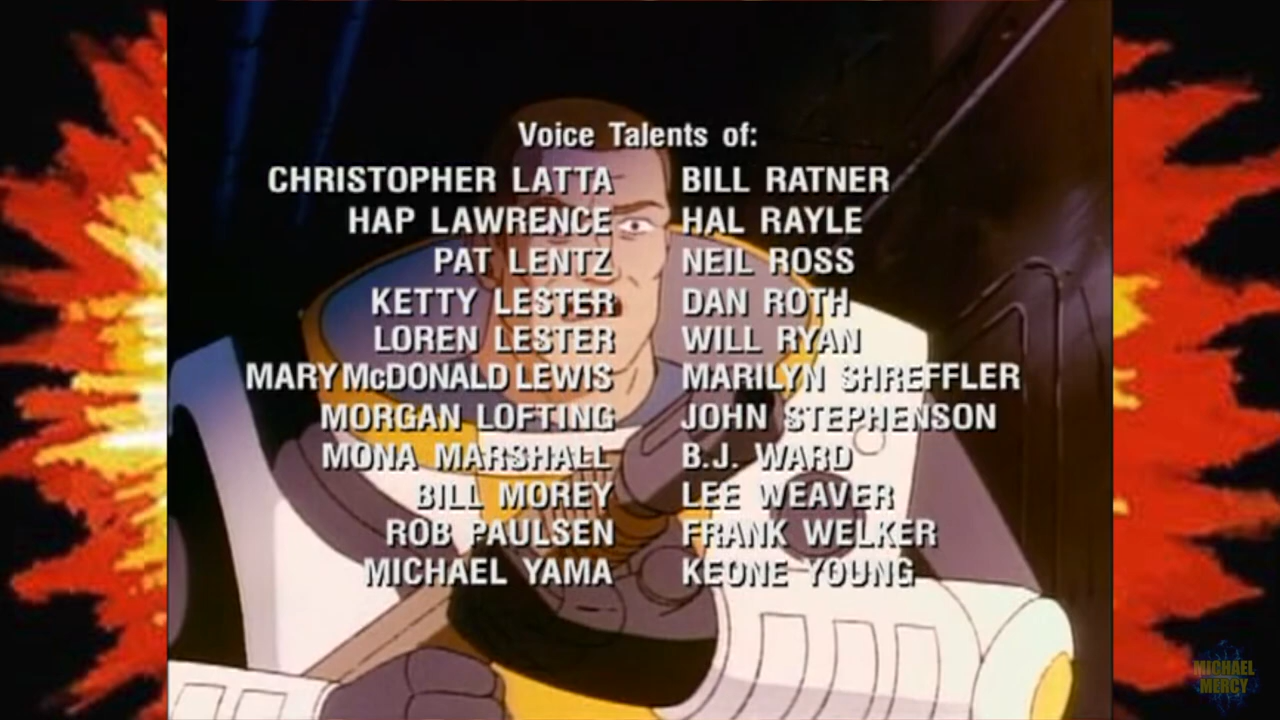 Voice Talents of:
CHRISTOPHER LATTA BILL RATNER
HAP LAWRENCE HAL RAYLE
PAT LENTZ NEIL ROSS
KETTY LESTER DAN ROTH
LOREN LESTER WILL RYAN
MARY McDONALD LEWIS MARILYN SHREFFLER
MORGAN LOFTING JOHN STEPHENSON
MONA MARSHALL B.J. WARD
BILL MOREY LEE WEAVER
ROB PAULSEN FRANK WELKER
MICHAEL YAMA KEONE YOUNG
MICHAEL
MERCY